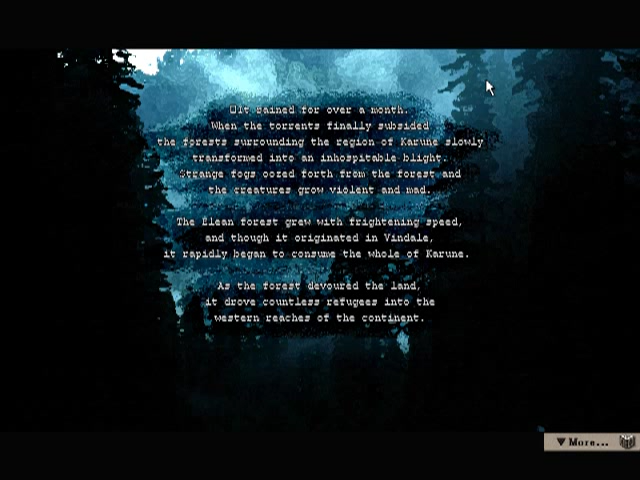 It rained for over a month.
When the torrents finally subsided
the forests surrounding the region of Karune slowly
transformed into an inhospitable blight.
Strange fogs oozed forth from the forest and
the creatures grew violent and mad.
The Elean forest grew with frightening speed,
and though it originated in Vindale,
it rapidly began to consume the whole of Karune.
As the forest devoured the land,
it drove countless refugees into the
western reaches of the continent.
▼More...